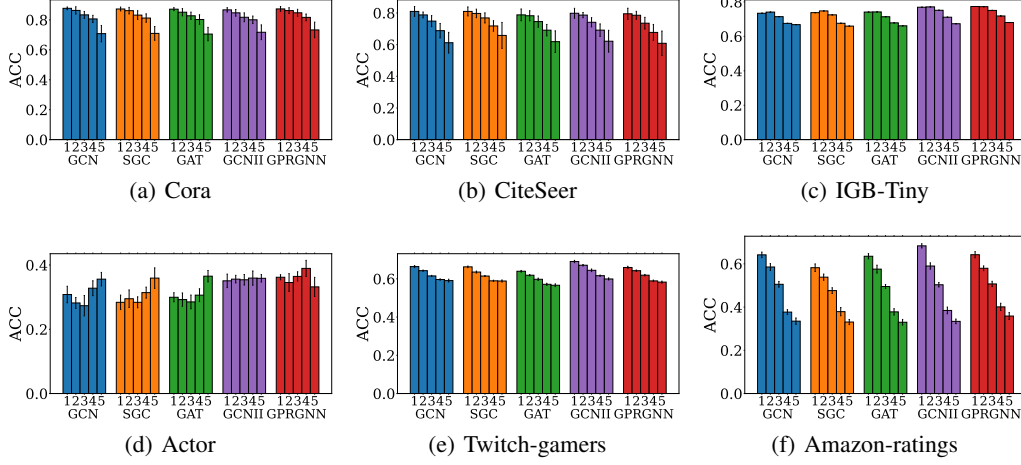 ACC
0.8
0.6
0.4
0.2
0.0
12345 12345 12345 12345 12345
GCN SGC GAT GCNII GPRGNN
(a) Cora
ACC
0.8
0.6
0.4
0.2
0.0
12345 12345 12345 12345 12345
GCN SGC GAT GCNII GPRGNN
(b) CiteSeer
ACC
0.8
0.6
0.4
0.2
0.0
12345 12345 12345 12345 12345
GCN SGC GAT GCNII GPRGNN
(c) IGB-Tiny
ACC
0.4
0.2
0.0
12345 12345 12345 12345 12345
GCN SGC GAT GCNII GPRGNN
(d) Actor
ACC
0.6
0.4
0.2
0.0
12345 12345 12345 12345 12345
GCN SGC GAT GCNII GPRGNN
(e) Twitch-gamers
ACC
0.6
0.4
0.2
0.0
12345 12345 12345 12345 12345
GCN SGC GAT GCNII GPRGNN
(f) Amazon-ratings